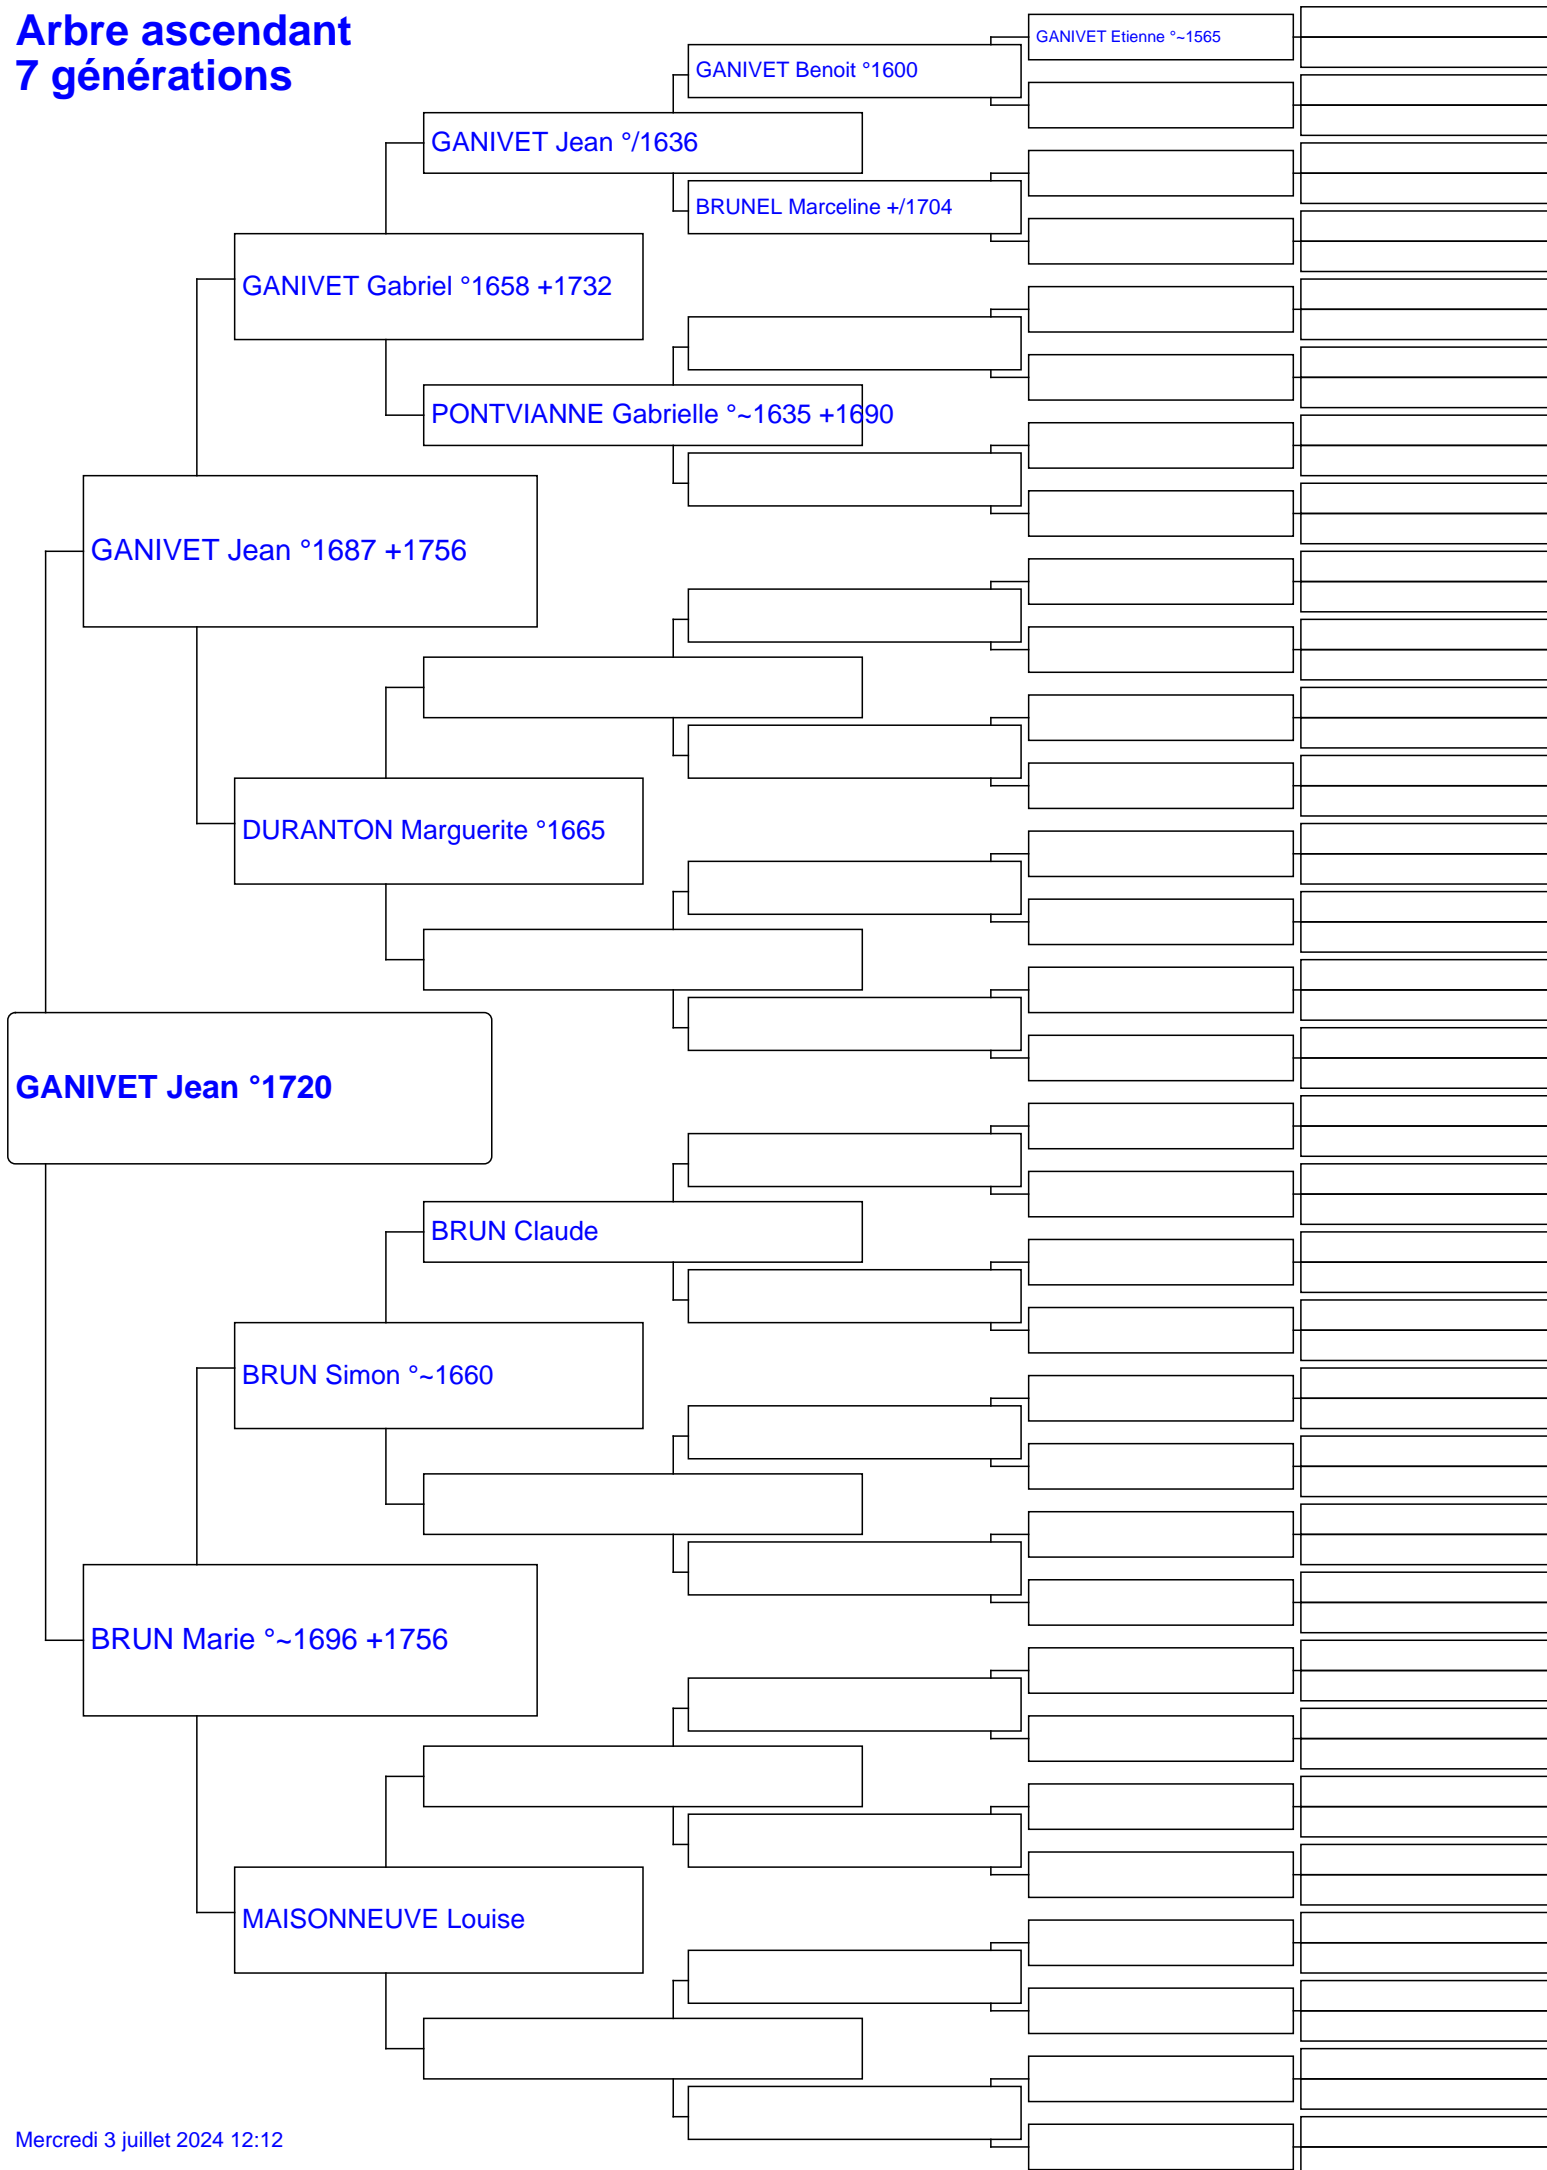 Arbre ascendant
7 générations
GANIVET Etienne °~1565
GANIVET Benoit °1600
GANIVET Jean °/1636
BRUNEL Marceline +/1704
GANIVET Gabriel °1658 +1732
PONTVIANNE Gabrielle °~1635 +1690
GANIVET Jean °1687 +1756
DURANTON Marguerite °1665
GANIVET Jean °1720
BRUN Claude
BRUN Simon °~1660
BRUN Marie °~1696 +1756
MAISONNEUVE Louise
Mercredi 3 juillet 2024 12:12